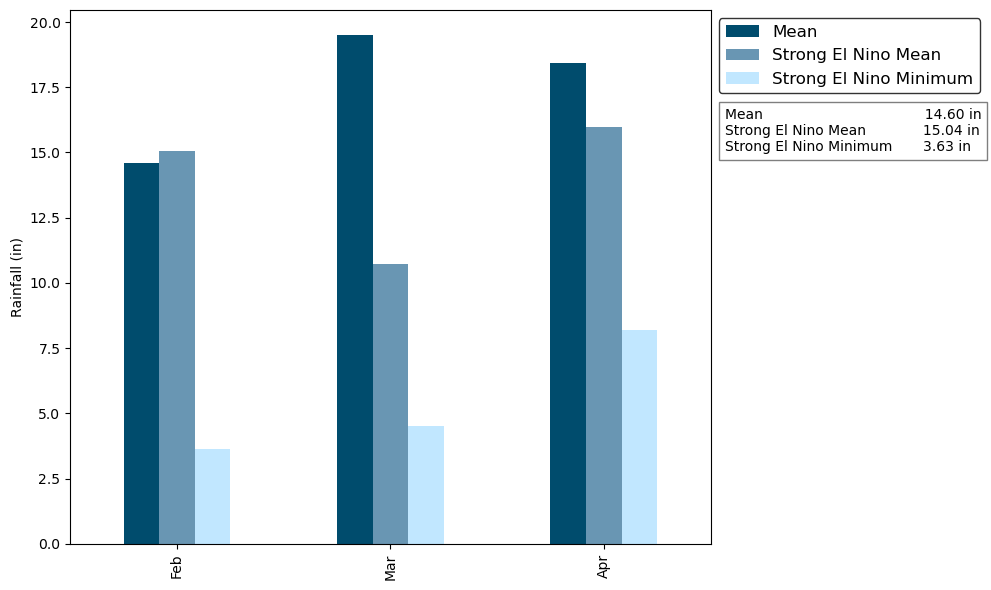 20.0
17.5
15.0
12.5
10.0
7.5
5.0
2.5
0.0
Rainfall (in)
Feb
Mar
Apr
Mean
Strong El Nino Mean
Strong El Nino Minimum
Mean 14.60 in
Strong El Nino Mean 15.04 in
Strong El Nino Minimum 3.63 in